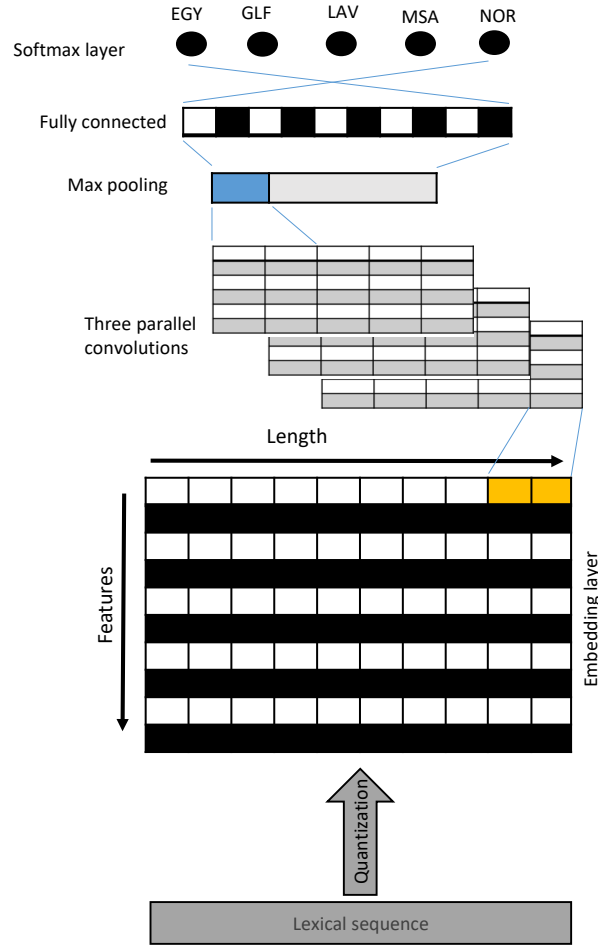 EGY GLF LAV MSA NOR
Softmax layer
Fully connected
Max pooling
Three parallel
convolutions
Length
Features
Embedding layer
Quantization
Lexical sequence